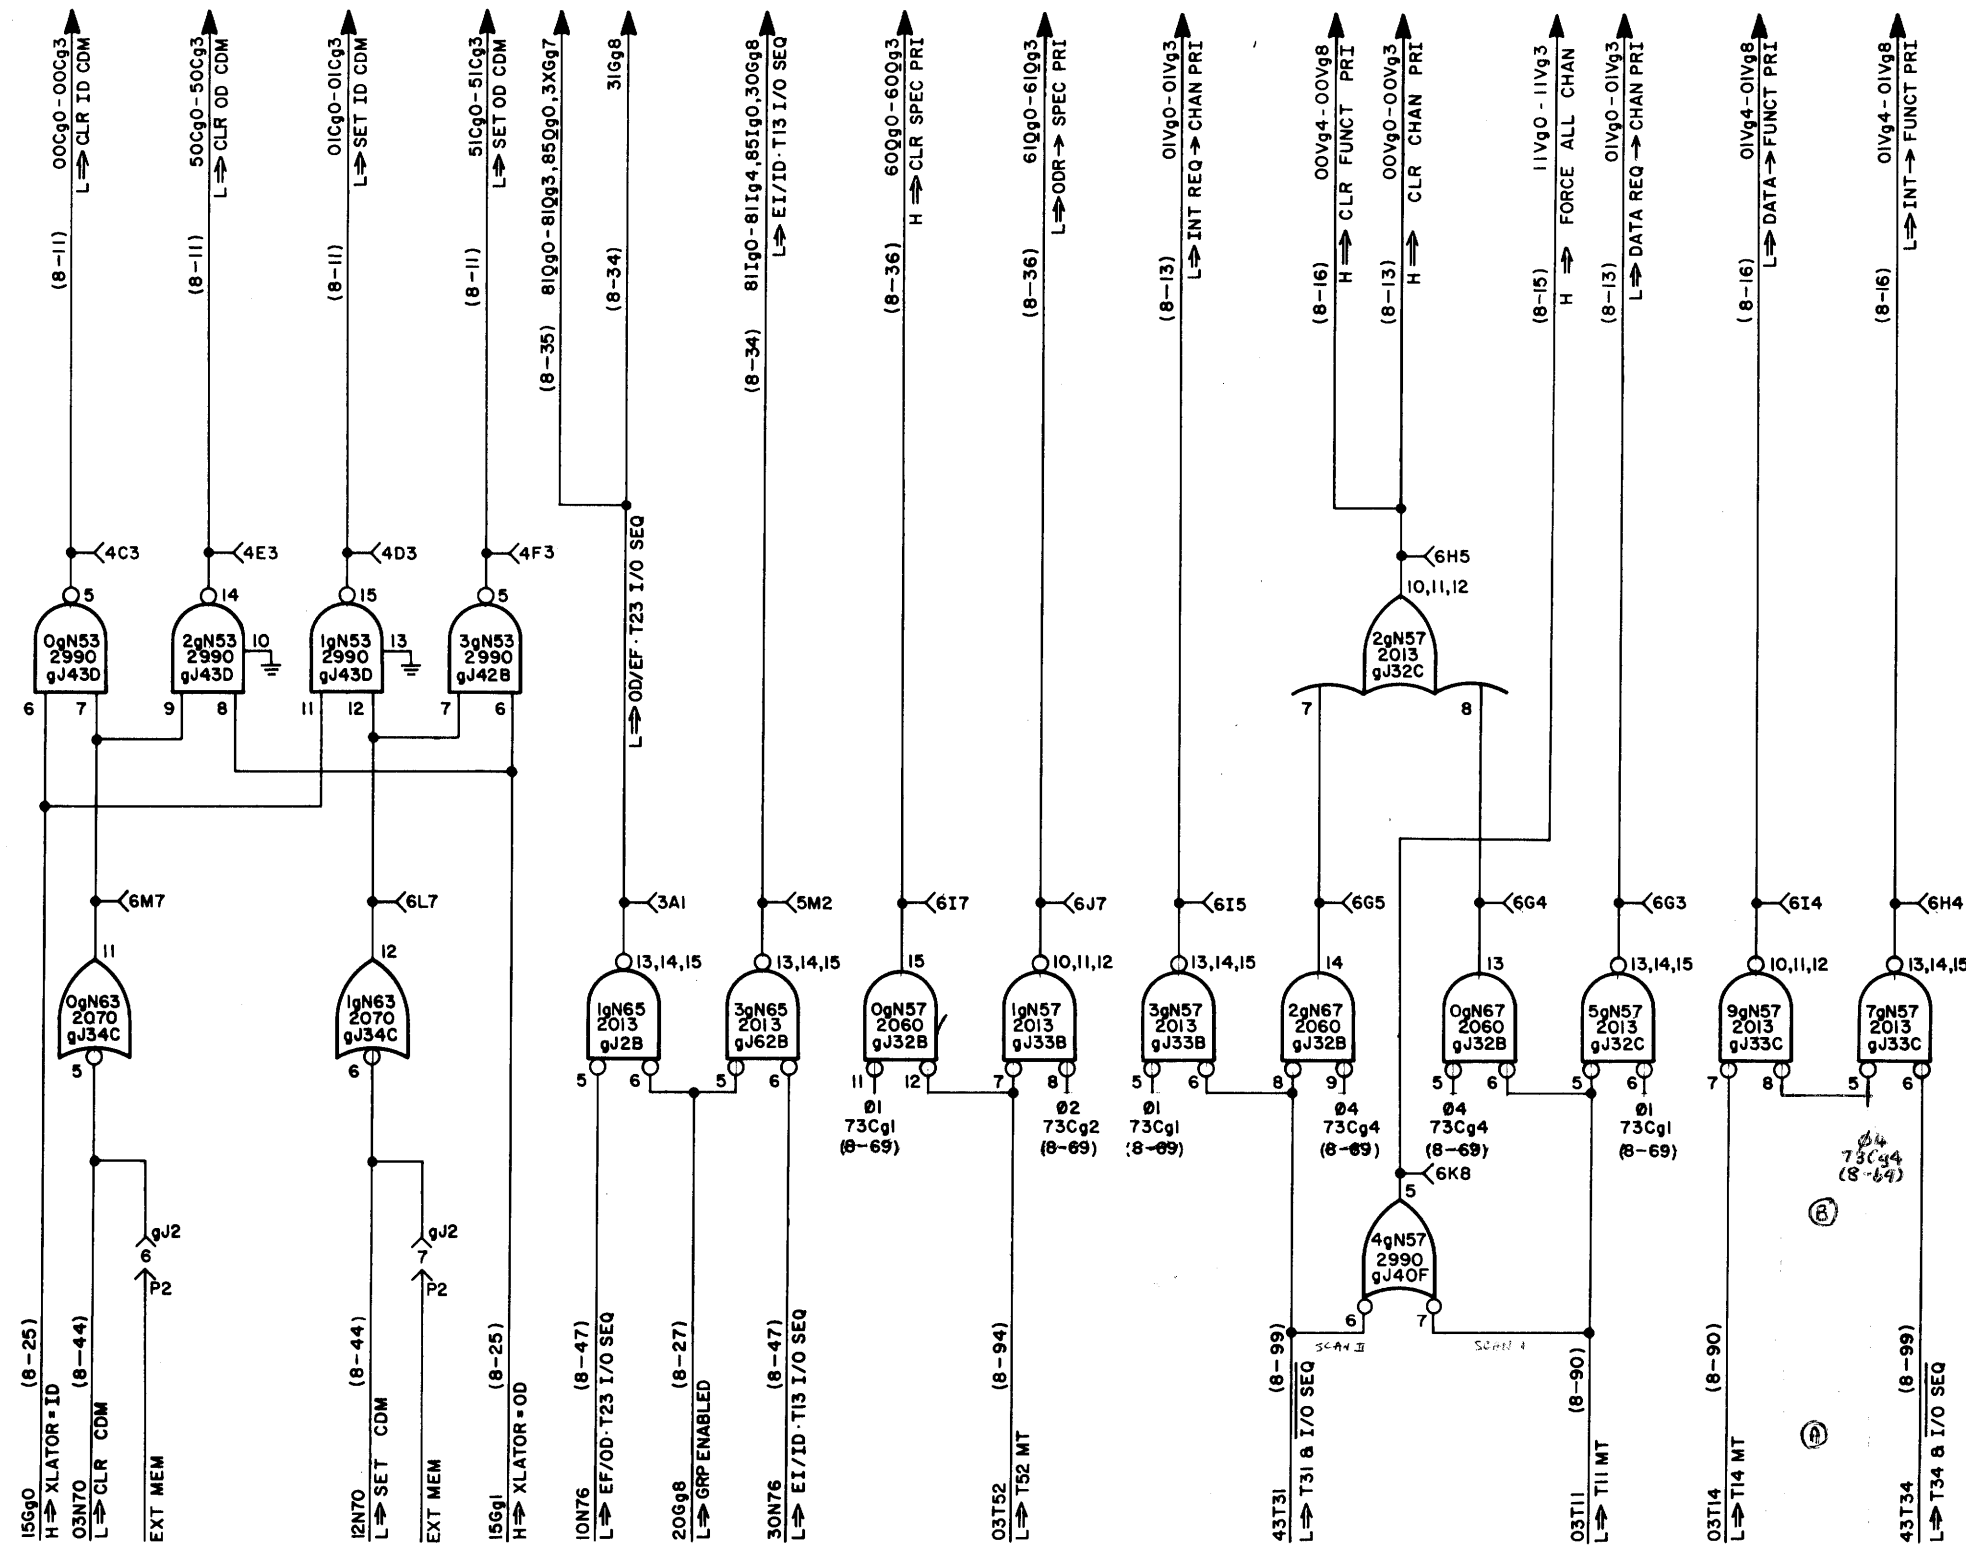 00Cg0-00Cg3
L⇒CLR ID CDM
(8-11)
50Cg0-50Cg3
L⇒CLR OD CDM
(8-11)
01Cg0-01Cg3
L⇒SET ID CDM
(8-11)
51Cg0-51Cg3
L⇒SET OD CDM
(8-11)
81Qg0-81Qg3,85Qg0,3XGg7
(8-35)
31Gg8
(8-34)
81Ig0-81Ig4,85Ig0,30Gg8
L⇒EI/ID·T13 I/O SEQ
(8-34)
60Qg0-60Qg3
H⇒CLR SPEC PRI
(8-36)
61Qg0-61Qg3
L⇒ODR→SPEC PRI
(8-36)
01Vg0-01Vg3
L⇒INT REQ→CHAN PRI
(8-13)
00Vg4-00Vg8
H⇒CLR FUNCT PRI
(8-16)
00Vg0-00Vg3
H⇒CLR CHAN PRI
(8-13)
11Vg0-11Vg3
H⇒FORCE ALL CHAN
(8-15)
01Vg0-01Vg3
L⇒DATA REQ→CHAN PRI
(8-13)
01Vg4-01Vg8
L⇒DATA→FUNCT PRI
(8-16)
01Vg4-01Vg8
L⇒INT→FUNCT PRI
(8-16)
L⇒OD/EF·T23 I/O SEQ
4C3
4E3
4D3
4F3
6H5
5
14
15
5
10,11,12
0gN53
2990
gJ43D
2gN53
2990
gJ43D
10
1gN53
2990
gJ43D
13
3gN53
2990
gJ42B
2gN57
2013
gJ32C
6 7
9 8
11 12
7 6
7 8
6M7
6L7
3A1
5M2
6I7
6J7
6I5
6G5
6G4
6G3
6I4
6H4
11
12
13,14,15
13,14,15
15
10,11,12
13,14,15
14
13
13,14,15
10,11,12
13,14,15
0gN63
2070
gJ34C
1gN63
2070
gJ34C
1gN65
2013
gJ2B
3gN65
2013
gJ62B
0gN57
2060
gJ32B
1gN57
2013
gJ33B
3gN57
2013
gJ33B
2gN67
2060
gJ32B
0gN67
2060
gJ32B
5gN57
2013
gJ32C
9gN57
2013
gJ33C
7gN57
2013
gJ33C
5
6
5 6
5 6
11 12
7 8
5 6
8 9
5 6
5 6
7 8
5 6
Ø1
73Cg1
(8-69)
Ø2
73Cg2
(8-69)
Ø1
73Cg1
(8-69)
Ø4
73Cg4
(8-69)
Ø4
73Cg4
(8-69)
Ø1
73Cg1
(8-69)
Ø4
73Cg4
(8-69)
6K8
5
4gN57
2990
gJ40F
6 7
SCAN II
SCAN I
B
A
gJ2
6
P2
gJ2
7
P2
15Gg0
H⇒XLATOR=ID
(8-25)
03N70
L⇒CLR CDM
(8-44)
EXT MEM
12N70
L⇒SET CDM
(8-44)
EXT MEM
15Gg1
H⇒XLATOR=OD
(8-25)
10N76
L⇒EF/OD·T23 I/O SEQ
(8-47)
20Gg8
L⇒GRP ENABLED
(8-27)
30N76
L⇒EI/ID·T13 I/O SEQ
(8-47)
03T52
L⇒T52 MT
(8-94)
43T31
L⇒T31 & I/O SEQ
(8-99)
03T11
L⇒T11 MT
(8-90)
03T14
L⇒T14 MT
(8-90)
43T34
L⇒T34 & I/O SEQ
(8-99)